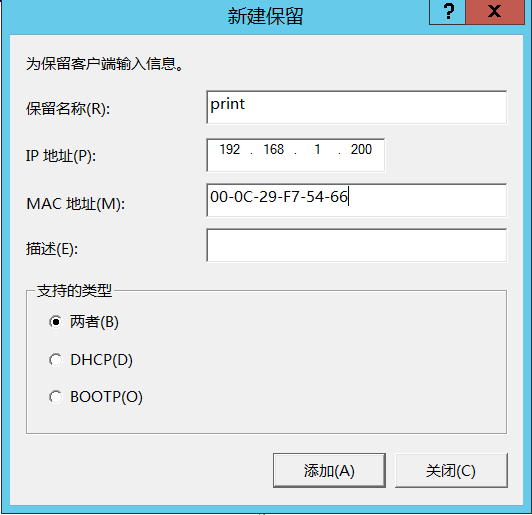 新建保留
?
X
为保留客户端输入信息。
保留名称(R):
print
IP 地址(P):
192 . 168 . 1 . 200
MAC 地址(M):
00-0C-29-F7-54-66
描述(E):
支持的类型
两者(B)
DHCP(D)
BOOTP(O)
添加(A)
关闭(C)